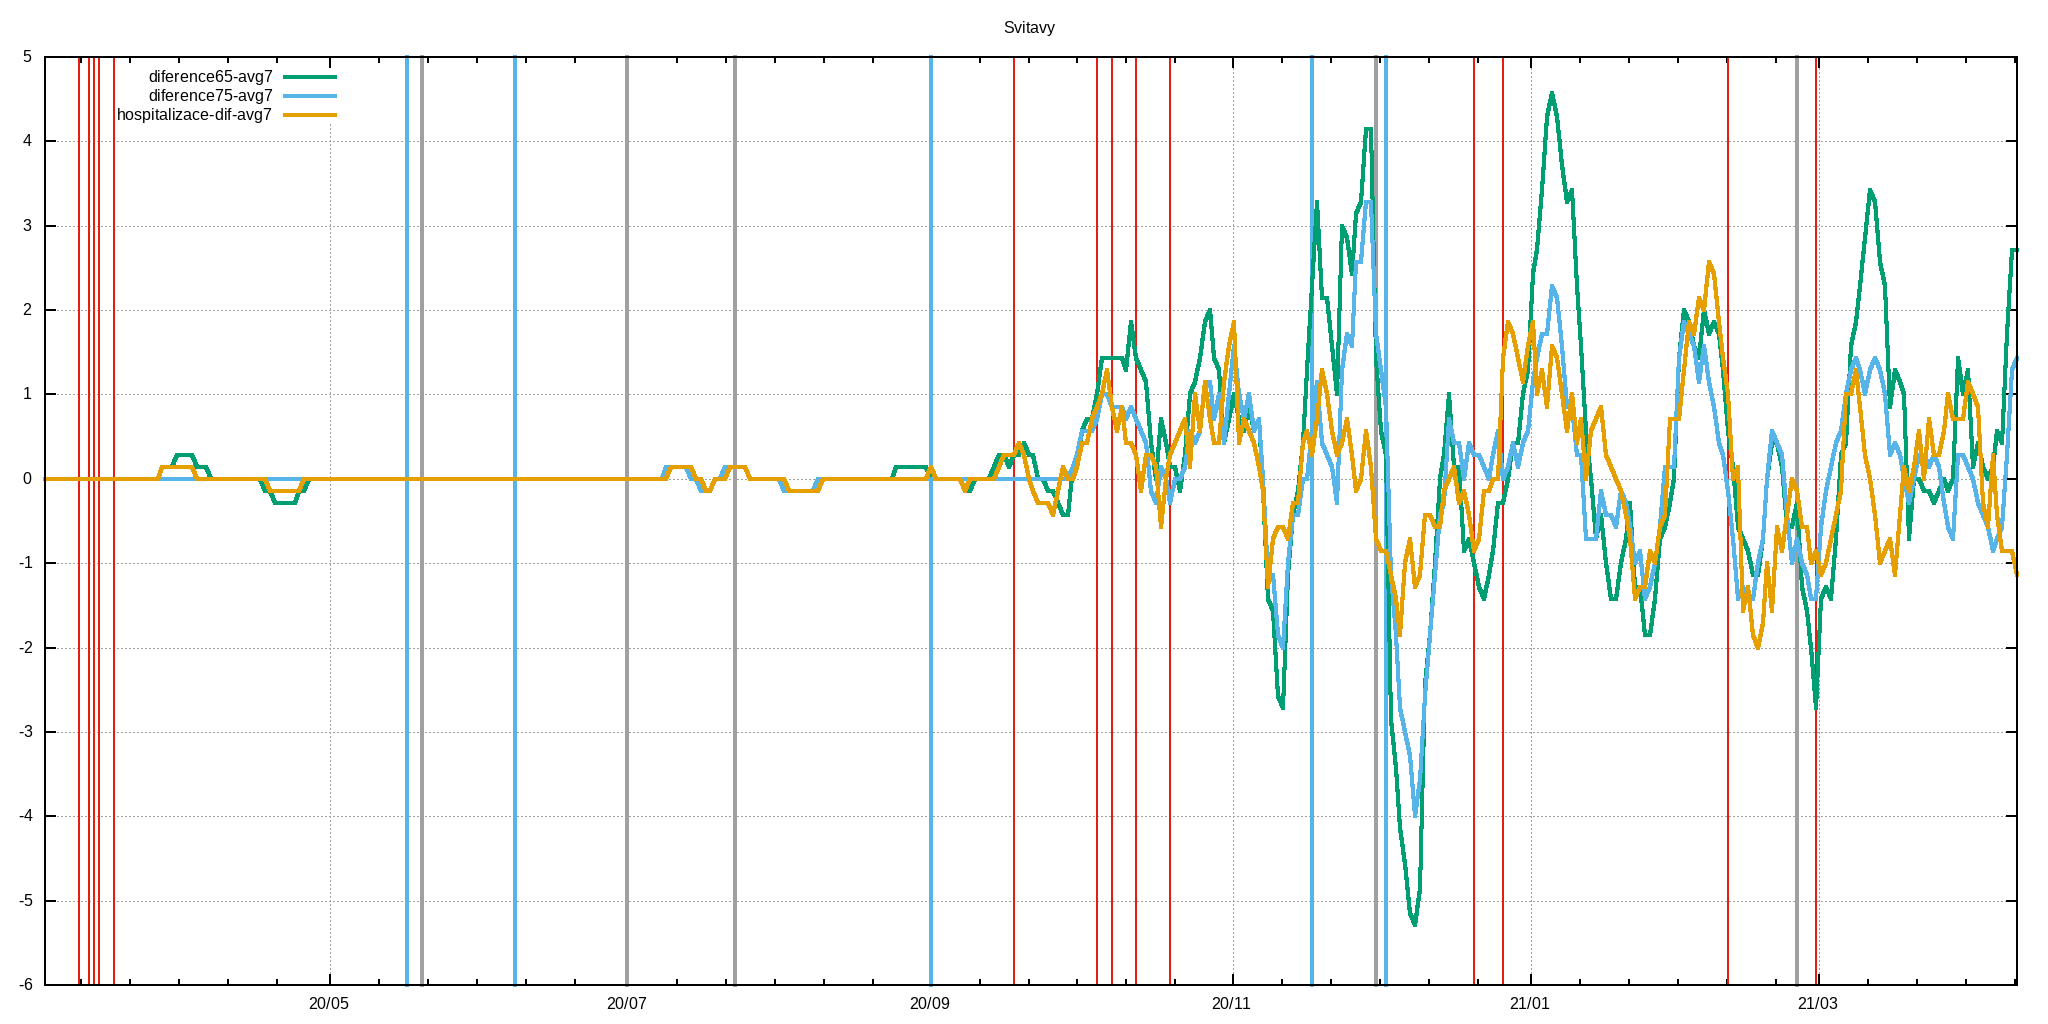 Svitavy
diference65-avg7
diference75-avg7
hospitalizace-dif-avg7
5
4
3
2
1
0
-1
-2
-3
-4
-5
-6
20/05 20/07 20/09 20/11 21/01 21/03